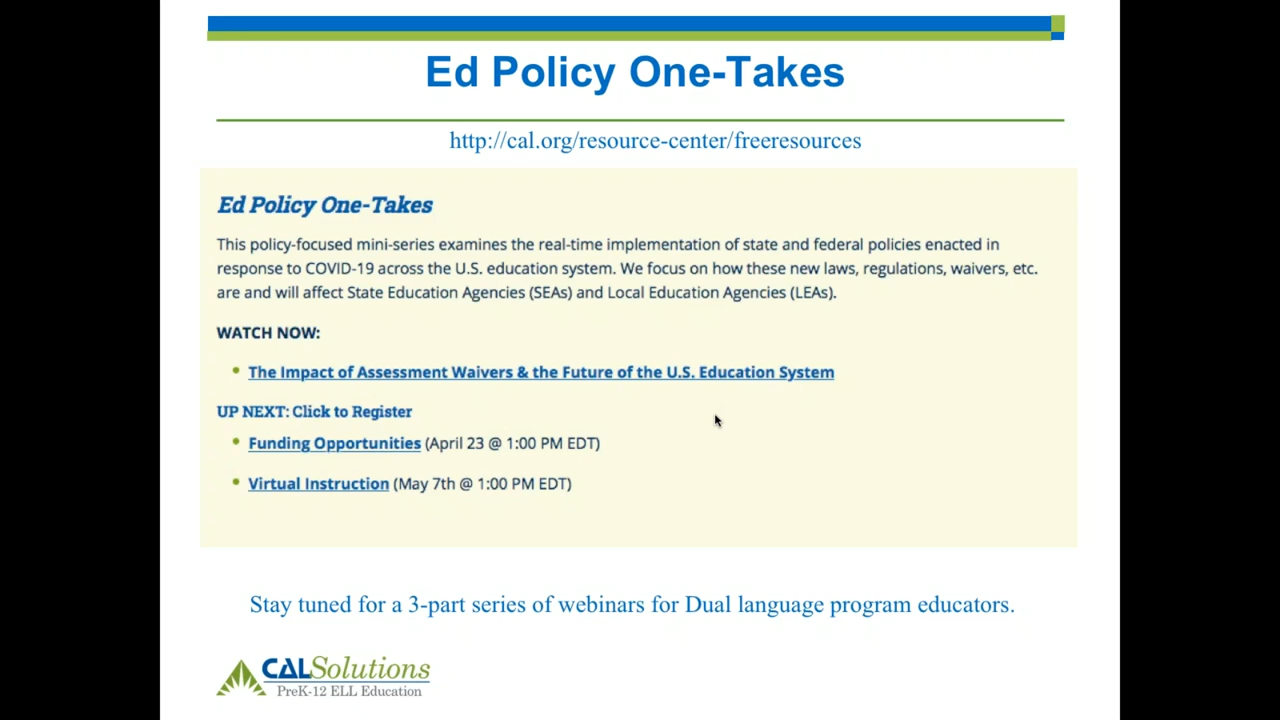 Ed Policy One-Takes
http://cal.org/resource-center/freeresources
Ed Policy One-Takes
This policy-focused mini-series examines the real-time implementation of state and federal policies enacted in
response to COVID-19 across the U.S. education system. We focus on how these new laws, regulations, waivers, etc.
are and will affect State Education Agencies (SEAs) and Local Education Agencies (LEAs).
WATCH NOW:
• The Impact of Assessment Waivers & the Future of the U.S. Education System
UP NEXT: Click to Register
• Funding Opportunities (April 23 @ 1:00 PM EDT)
• Virtual Instruction (May 7th @ 1:00 PM EDT)
Stay tuned for a 3-part series of webinars for Dual language program educators.
CALSolutions
PreK-12 ELL Education